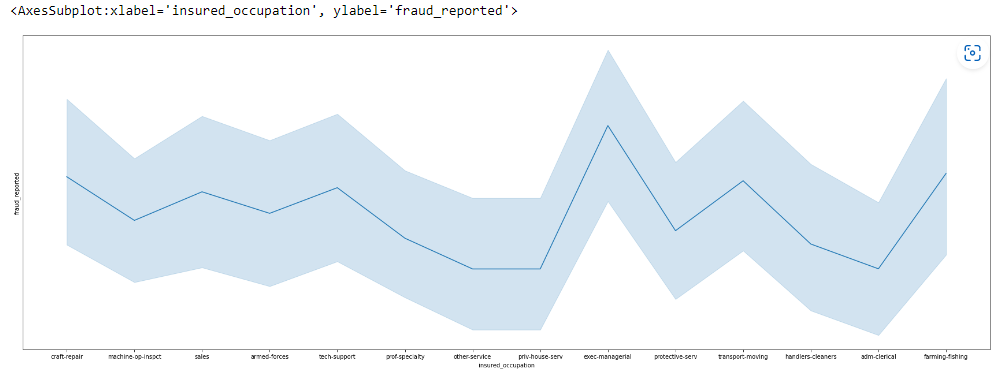 <AxesSubplot:xlabel='insured_occupation', ylabel='fraud_reported'>
fraud_reported
craft-repair machine-op-inspct sales armed-forces tech-support prof-specialty other-service priv-house-serv exec-managerial protective-serv transport-moving handlers-cleaners adm-clerical farming-fishing
insured_occupation